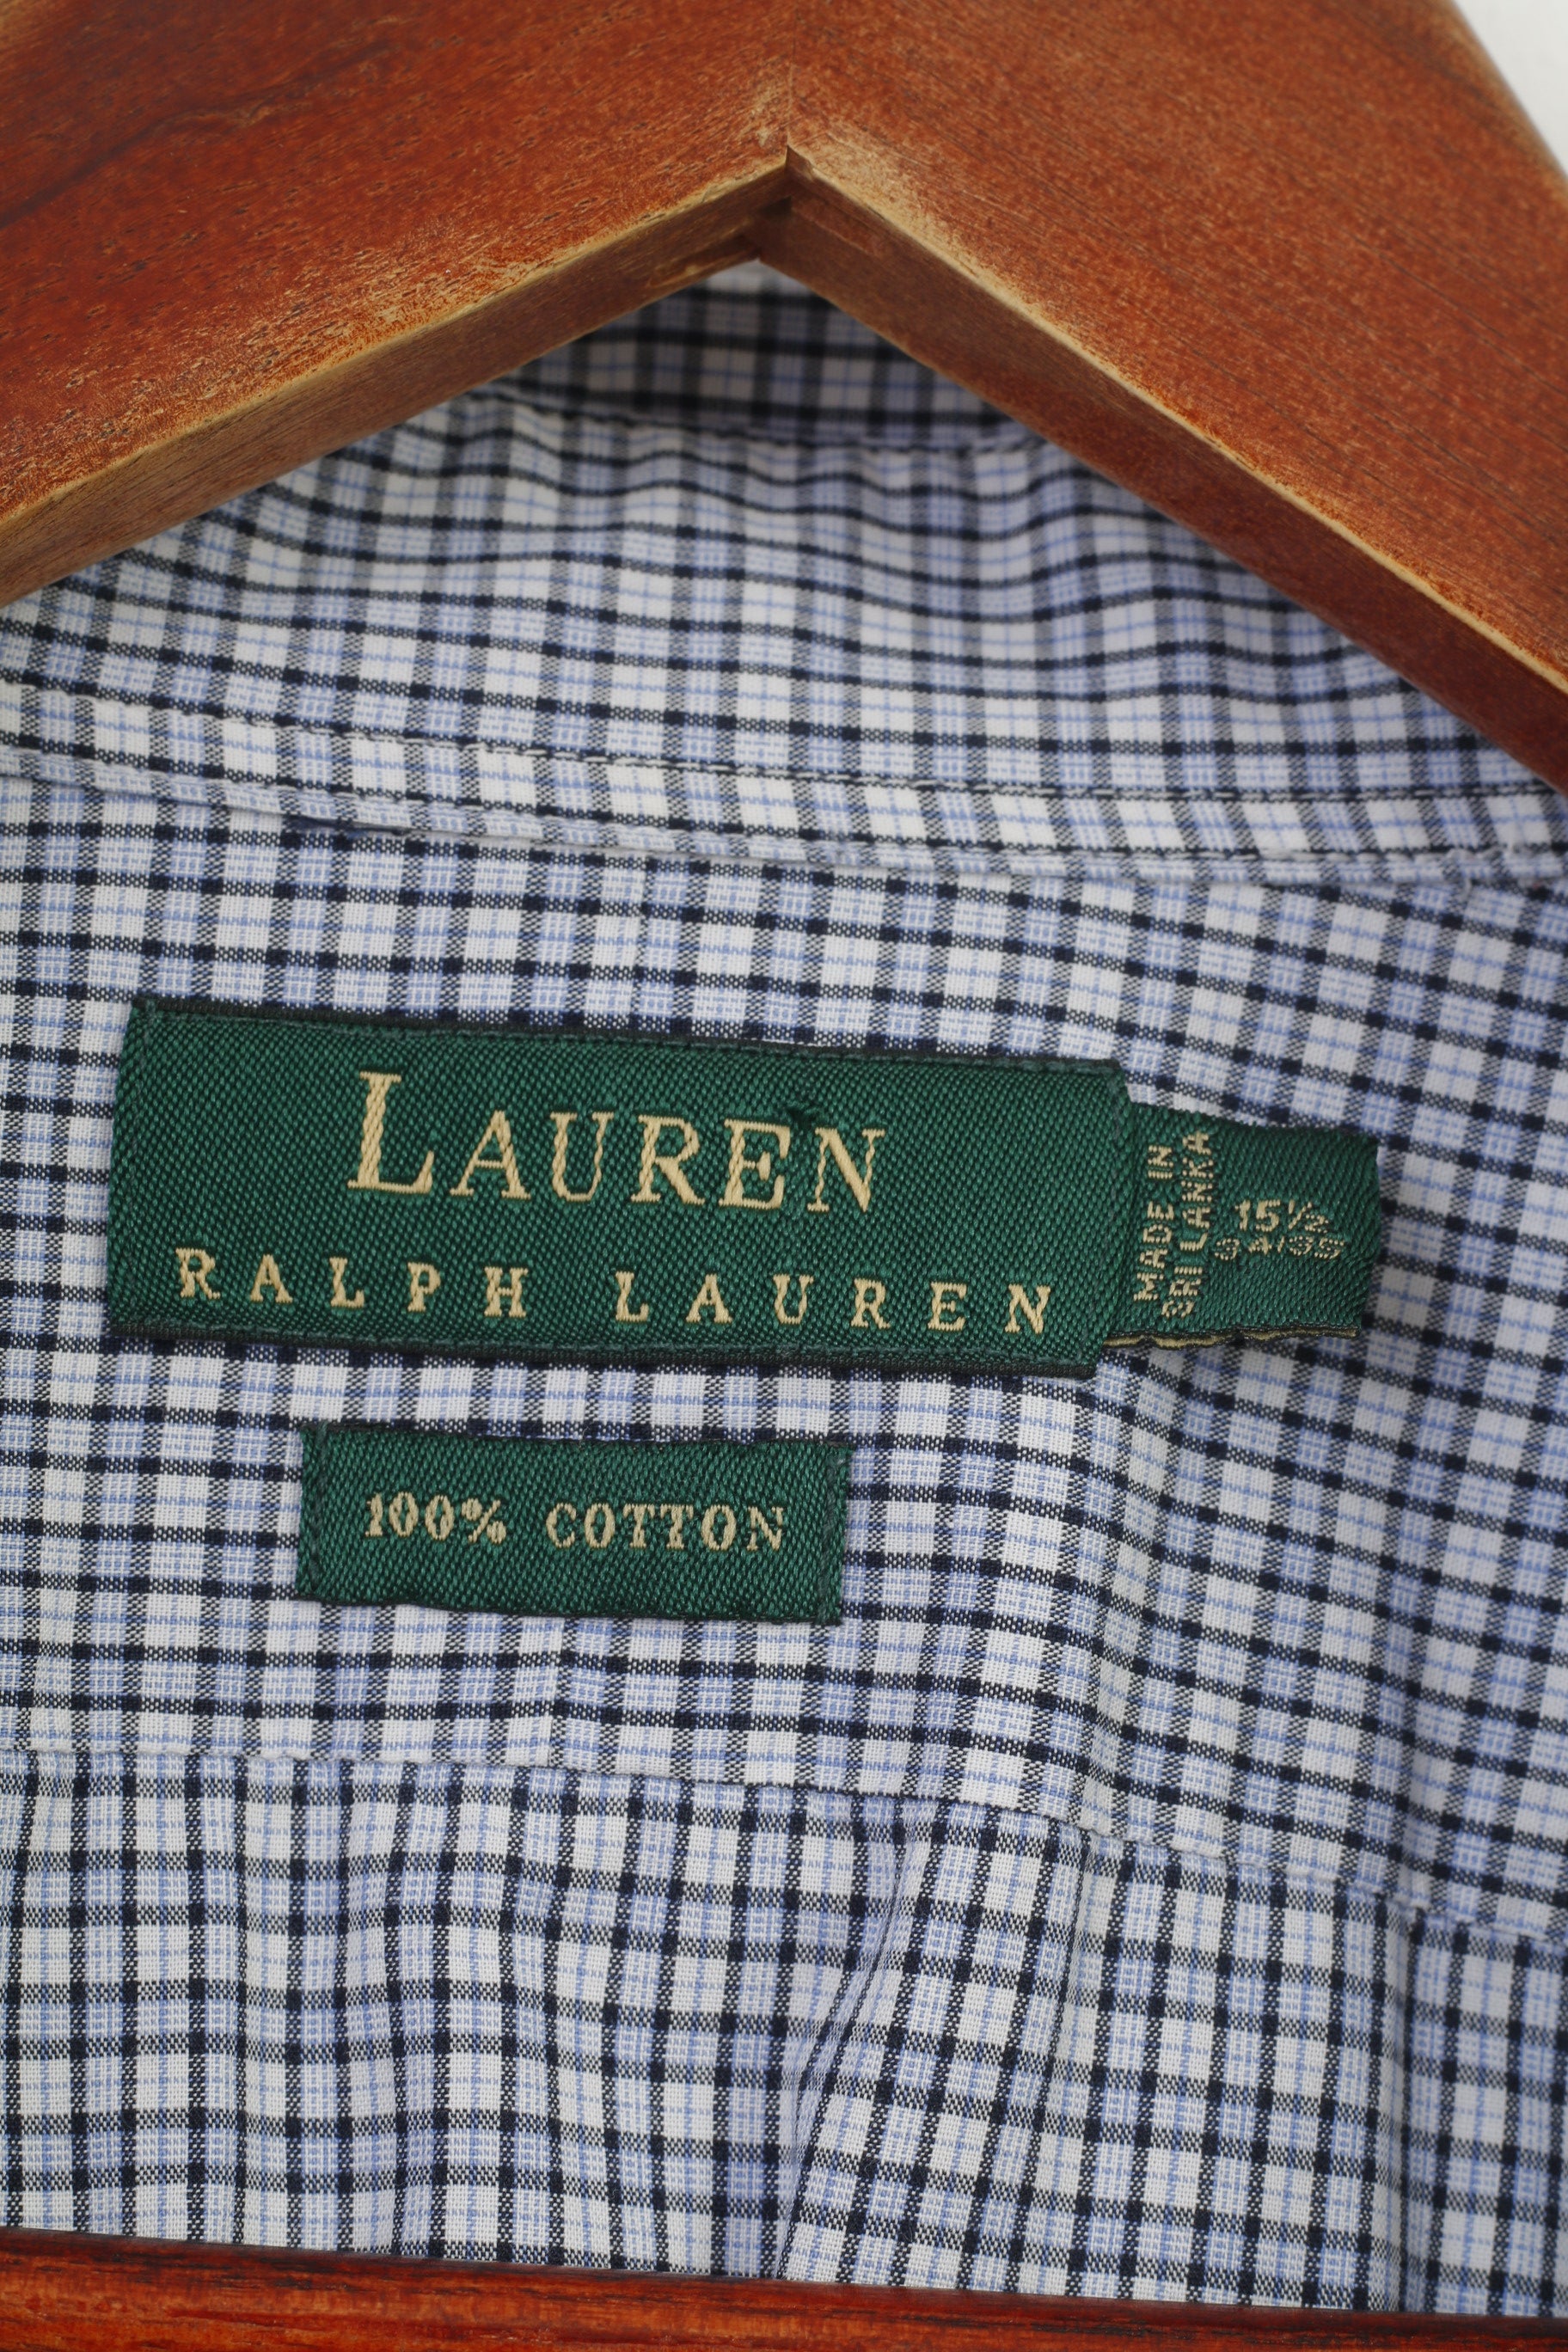 LAUREN
RALPH LAUREN
MADE IN
SRI LANKA
15½
34/35
100% COTTON